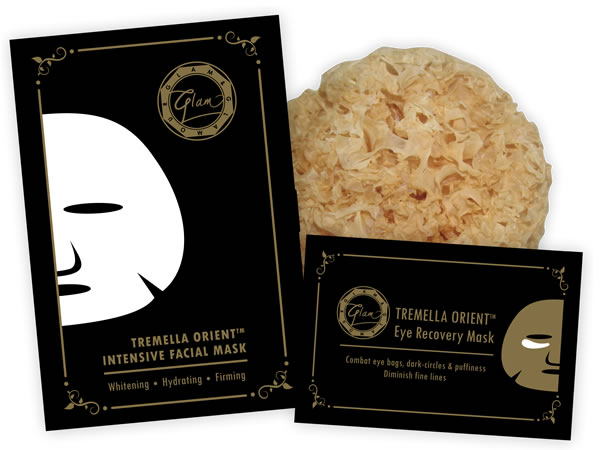 Glam
TREMELLA ORIENT™
INTENSIVE FACIAL MASK
Whitening • Hydrating • Firming
Glam
TREMELLA ORIENT™
Eye Recovery Mask
Combat eye bags, dark-circles & puffiness
Diminish fine lines